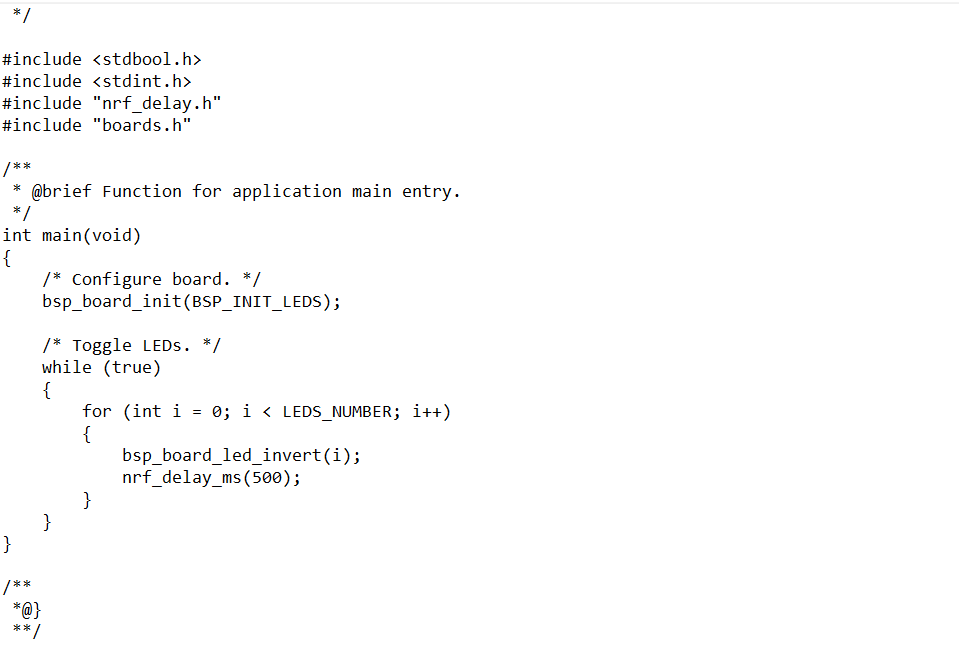 */

#include <stdbool.h>
#include <stdint.h>
#include "nrf_delay.h"
#include "boards.h"

/**
 * @brief Function for application main entry.
 */
int main(void)
{
    /* Configure board. */
    bsp_board_init(BSP_INIT_LEDS);

    /* Toggle LEDs. */
    while (true)
    {
        for (int i = 0; i < LEDS_NUMBER; i++)
        {
            bsp_board_led_invert(i);
            nrf_delay_ms(500);
        }
    }
}

/**
 *@}
 **/